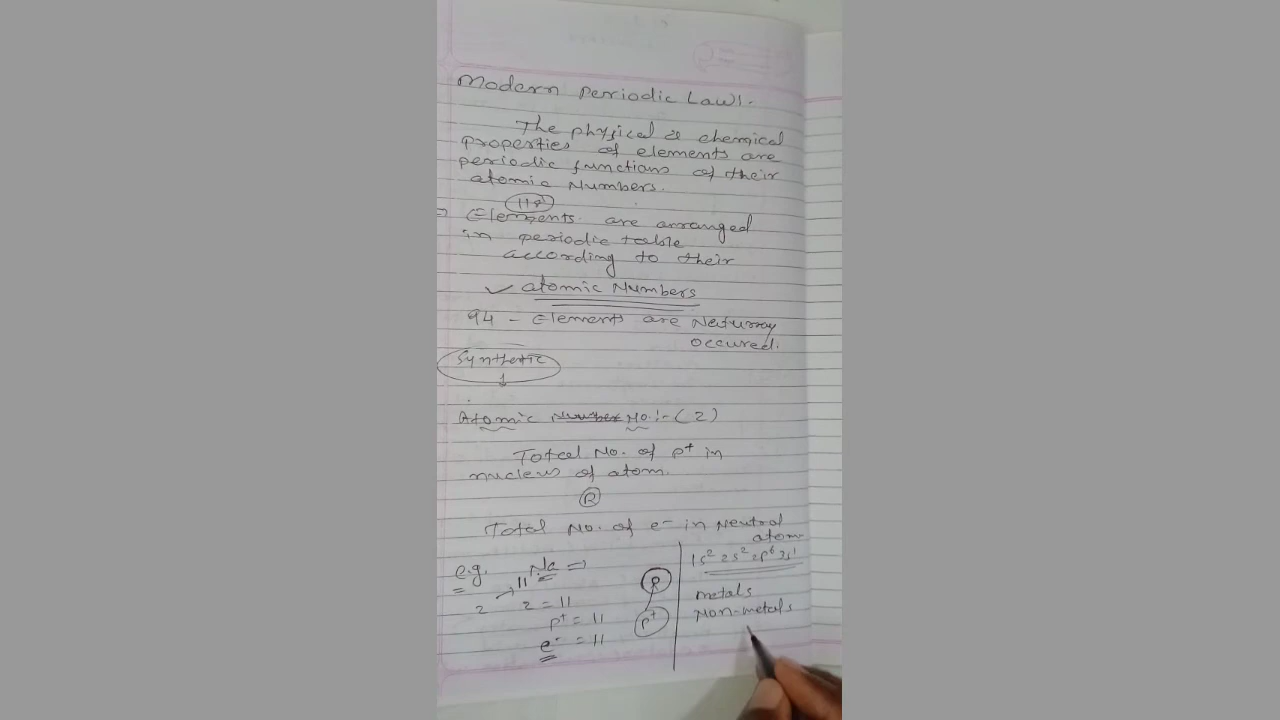 Modern Periodic Law:-
The physical & chemical
properties of elements are
periodic functions of their
atomic Numbers.
118
=> Elements are arranged
in periodic table
according to their
✓ atomic Numbers
94 - Elements are
occured.
Synthetic
↓
Atomic Number No:- (Z)
Total No. of p+ in
nucleus of atom.
Total No. of e- in Neutral
atom
e.g. Na =>
11
Z
Z = 11
p+ = 11
e- = 11
p+
1s² 2s² 2p⁶ 3s¹
metals
Non-metals